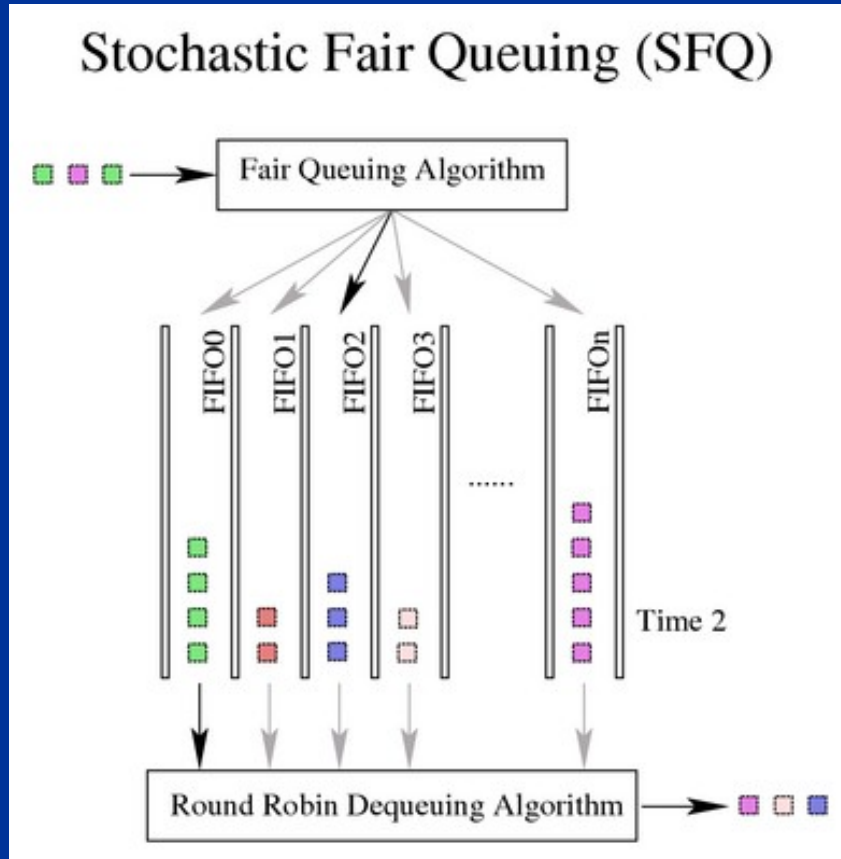 Stochastic Fair Queuing (SFQ)
Fair Queuing Algorithm
FIFO0
FIFO1
FIFO2
FIFO3
FIFOn
......
Time 2
Round Robin Dequeuing Algorithm